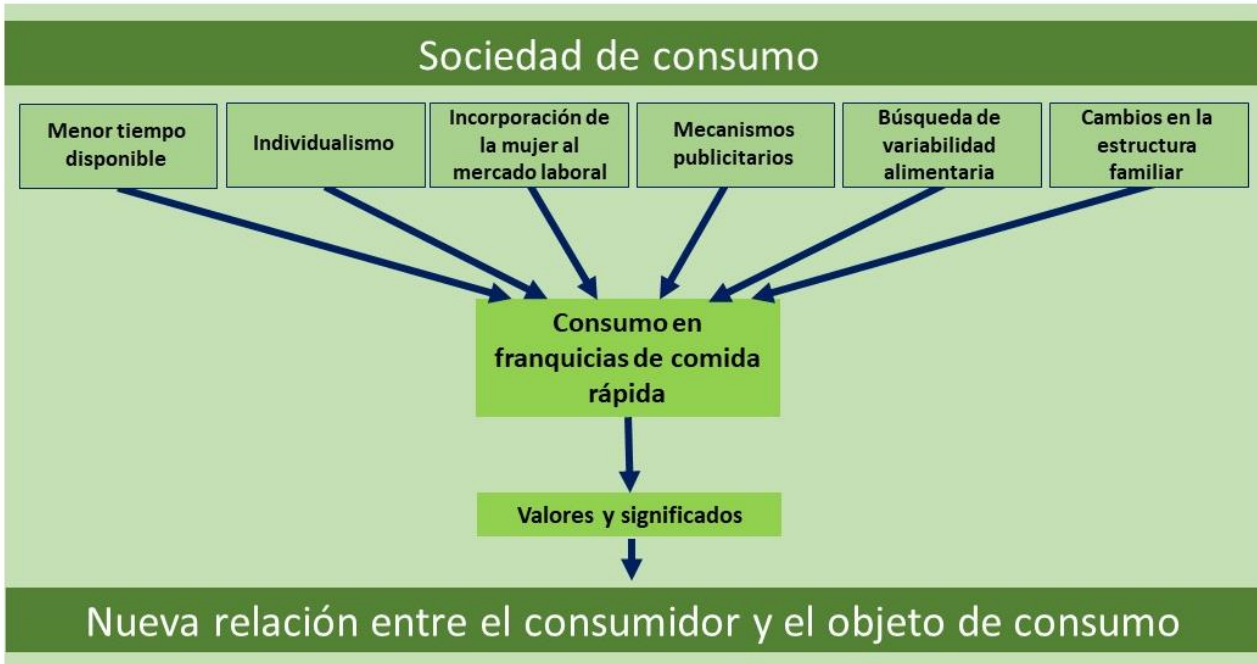 Sociedad de consumo
Menor tiempo
disponible
Individualismo
Incorporación de
la mujer al
mercado laboral
Mecanismos
publicitarios
Búsqueda de
variabilidad
alimentaria
Cambios en la
estructura
familiar
Consumo en
franquicias de comida
rápida
Valores y significados
Nueva relación entre el consumidor y el objeto de consumo